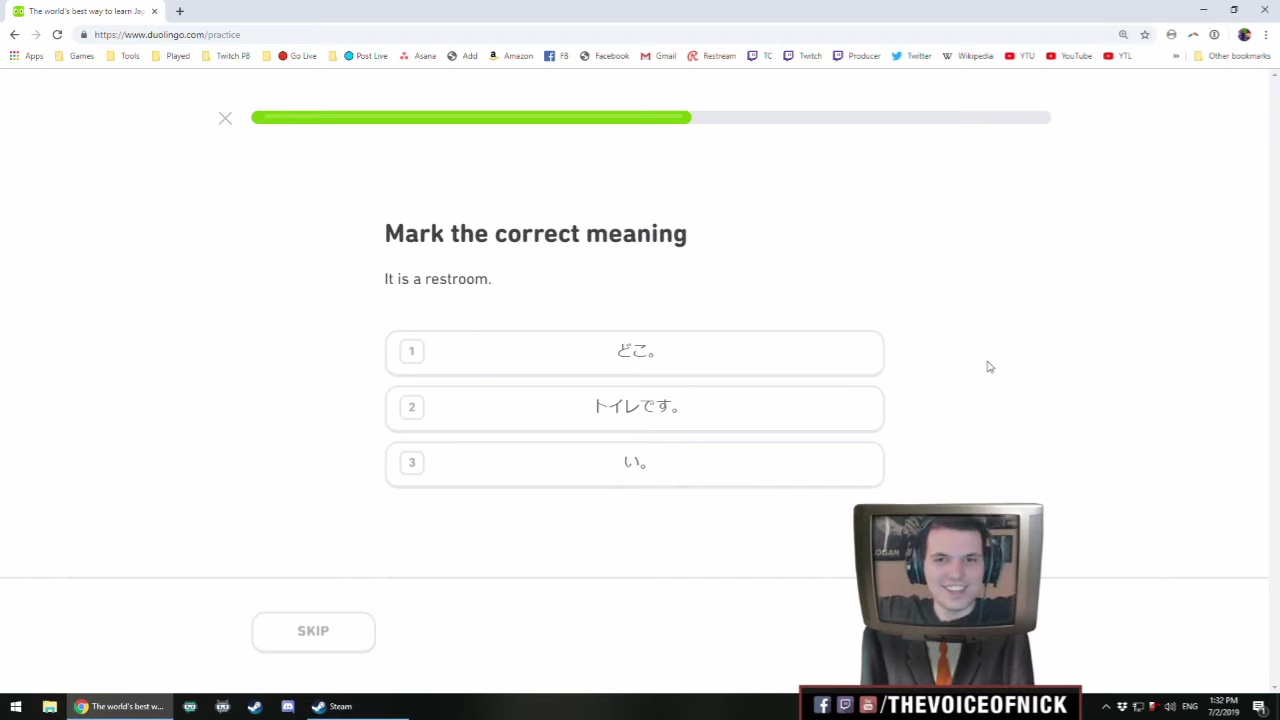 The world's best way to learn Jap
https://www.duolingo.com/practice
Apps Games Tools Played Twitch PB Go Live Post Live Asana Add Amazon FB Facebook Gmail Restream TC Twitch Producer Twitter Wikipedia YTU YouTube YTL » Other bookmarks
Mark the correct meaning
It is a restroom.
1 どこ。
2 トイレです。
3 い。
SKIP
/THEVOICEOFNICK
The world's best w... Steam ENG 1:32 PM
7/2/2019